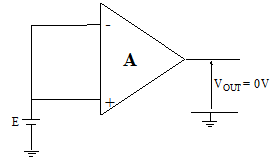 -
A
+
V_OUT = 0V
E